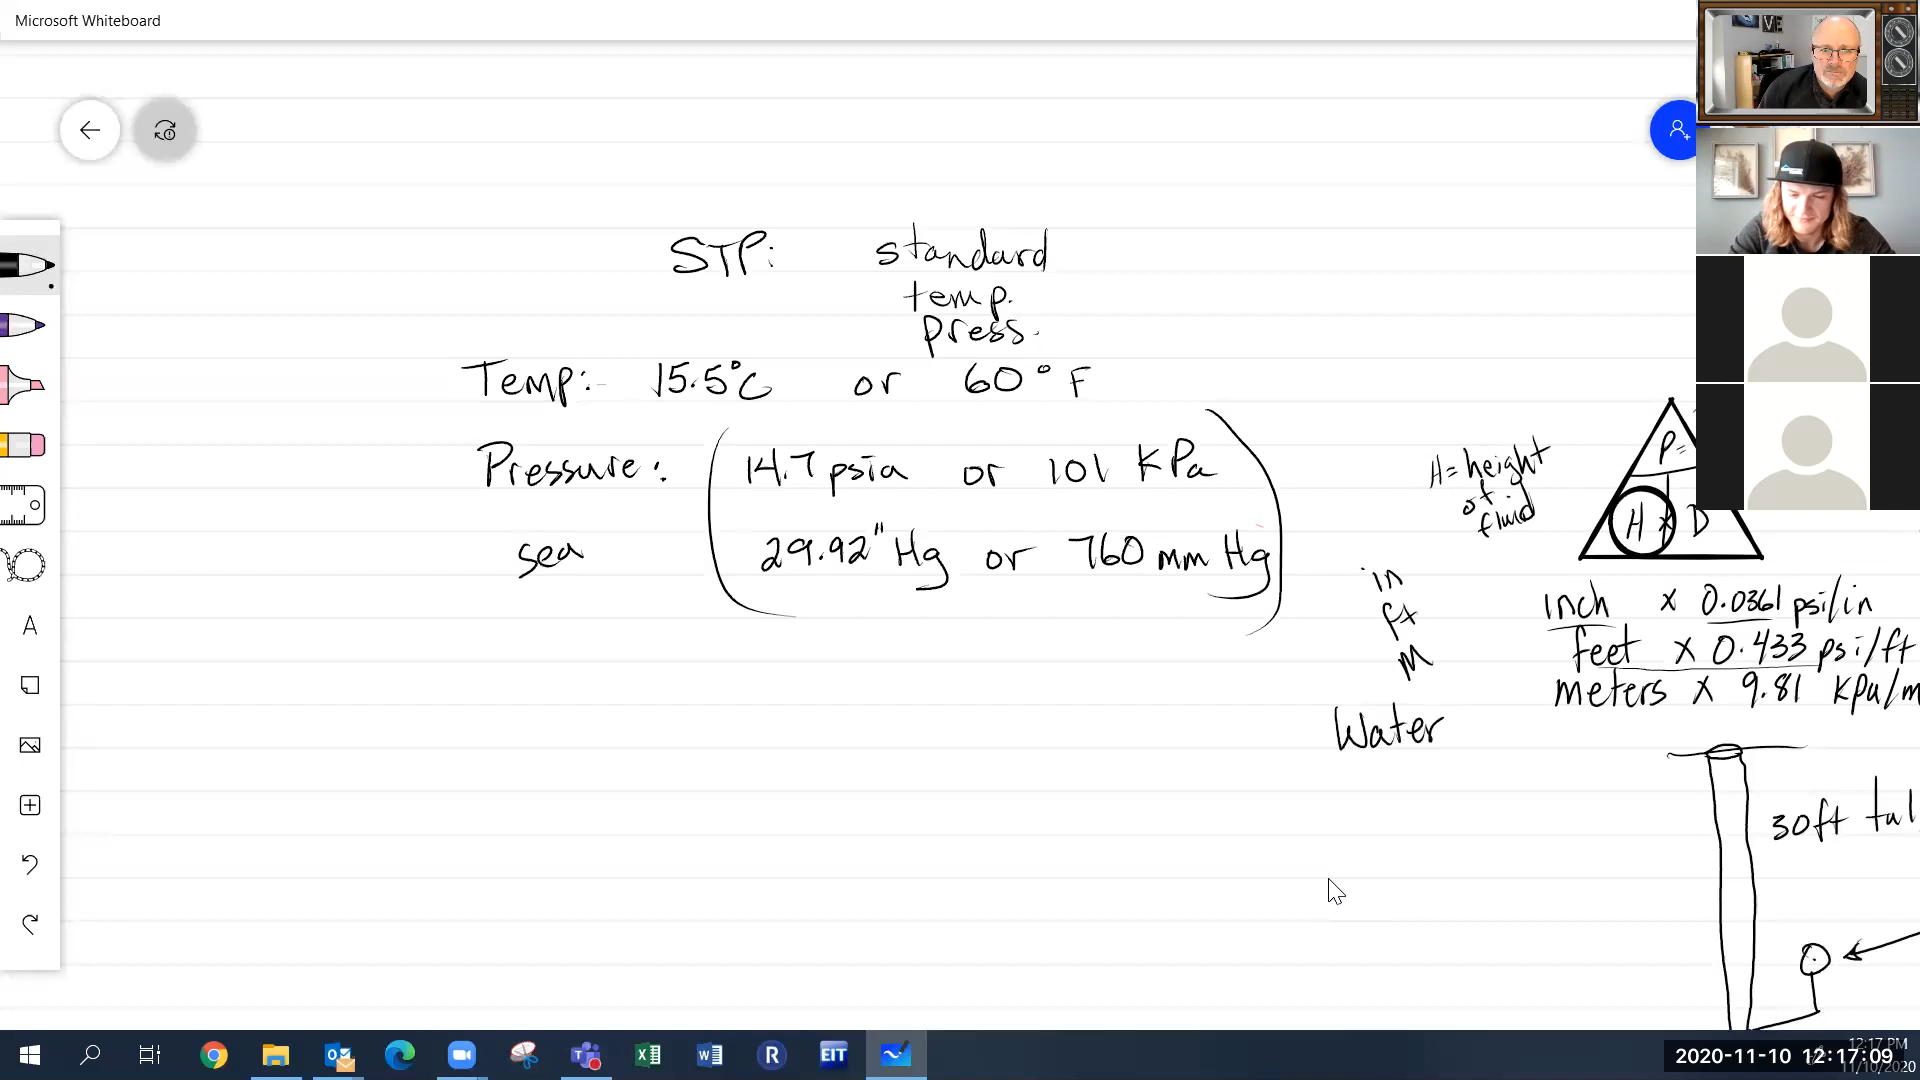 Microsoft Whiteboard
STP: standard
temp.
press.
Temp:- 15.5°C or 60° F
Pressure: 14.7 psia or 101 KPa
sea 29.92" Hg or 760 mm Hg
H = height
of
fluid
P=
H x D
in
ft
M
Water
inch x 0.0361 psi/in
feet x 0.433 psi/ft
meters x 9.81 KPa/m
30ft tal
A
R
EIT
12:17 PM
11/10/2020
2020-11-10 12:17:09